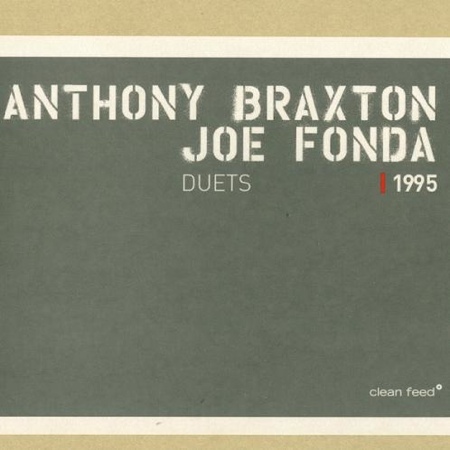 ANTHONY BRAXTON
JOE FONDA
DUETS | 1995
clean feed°